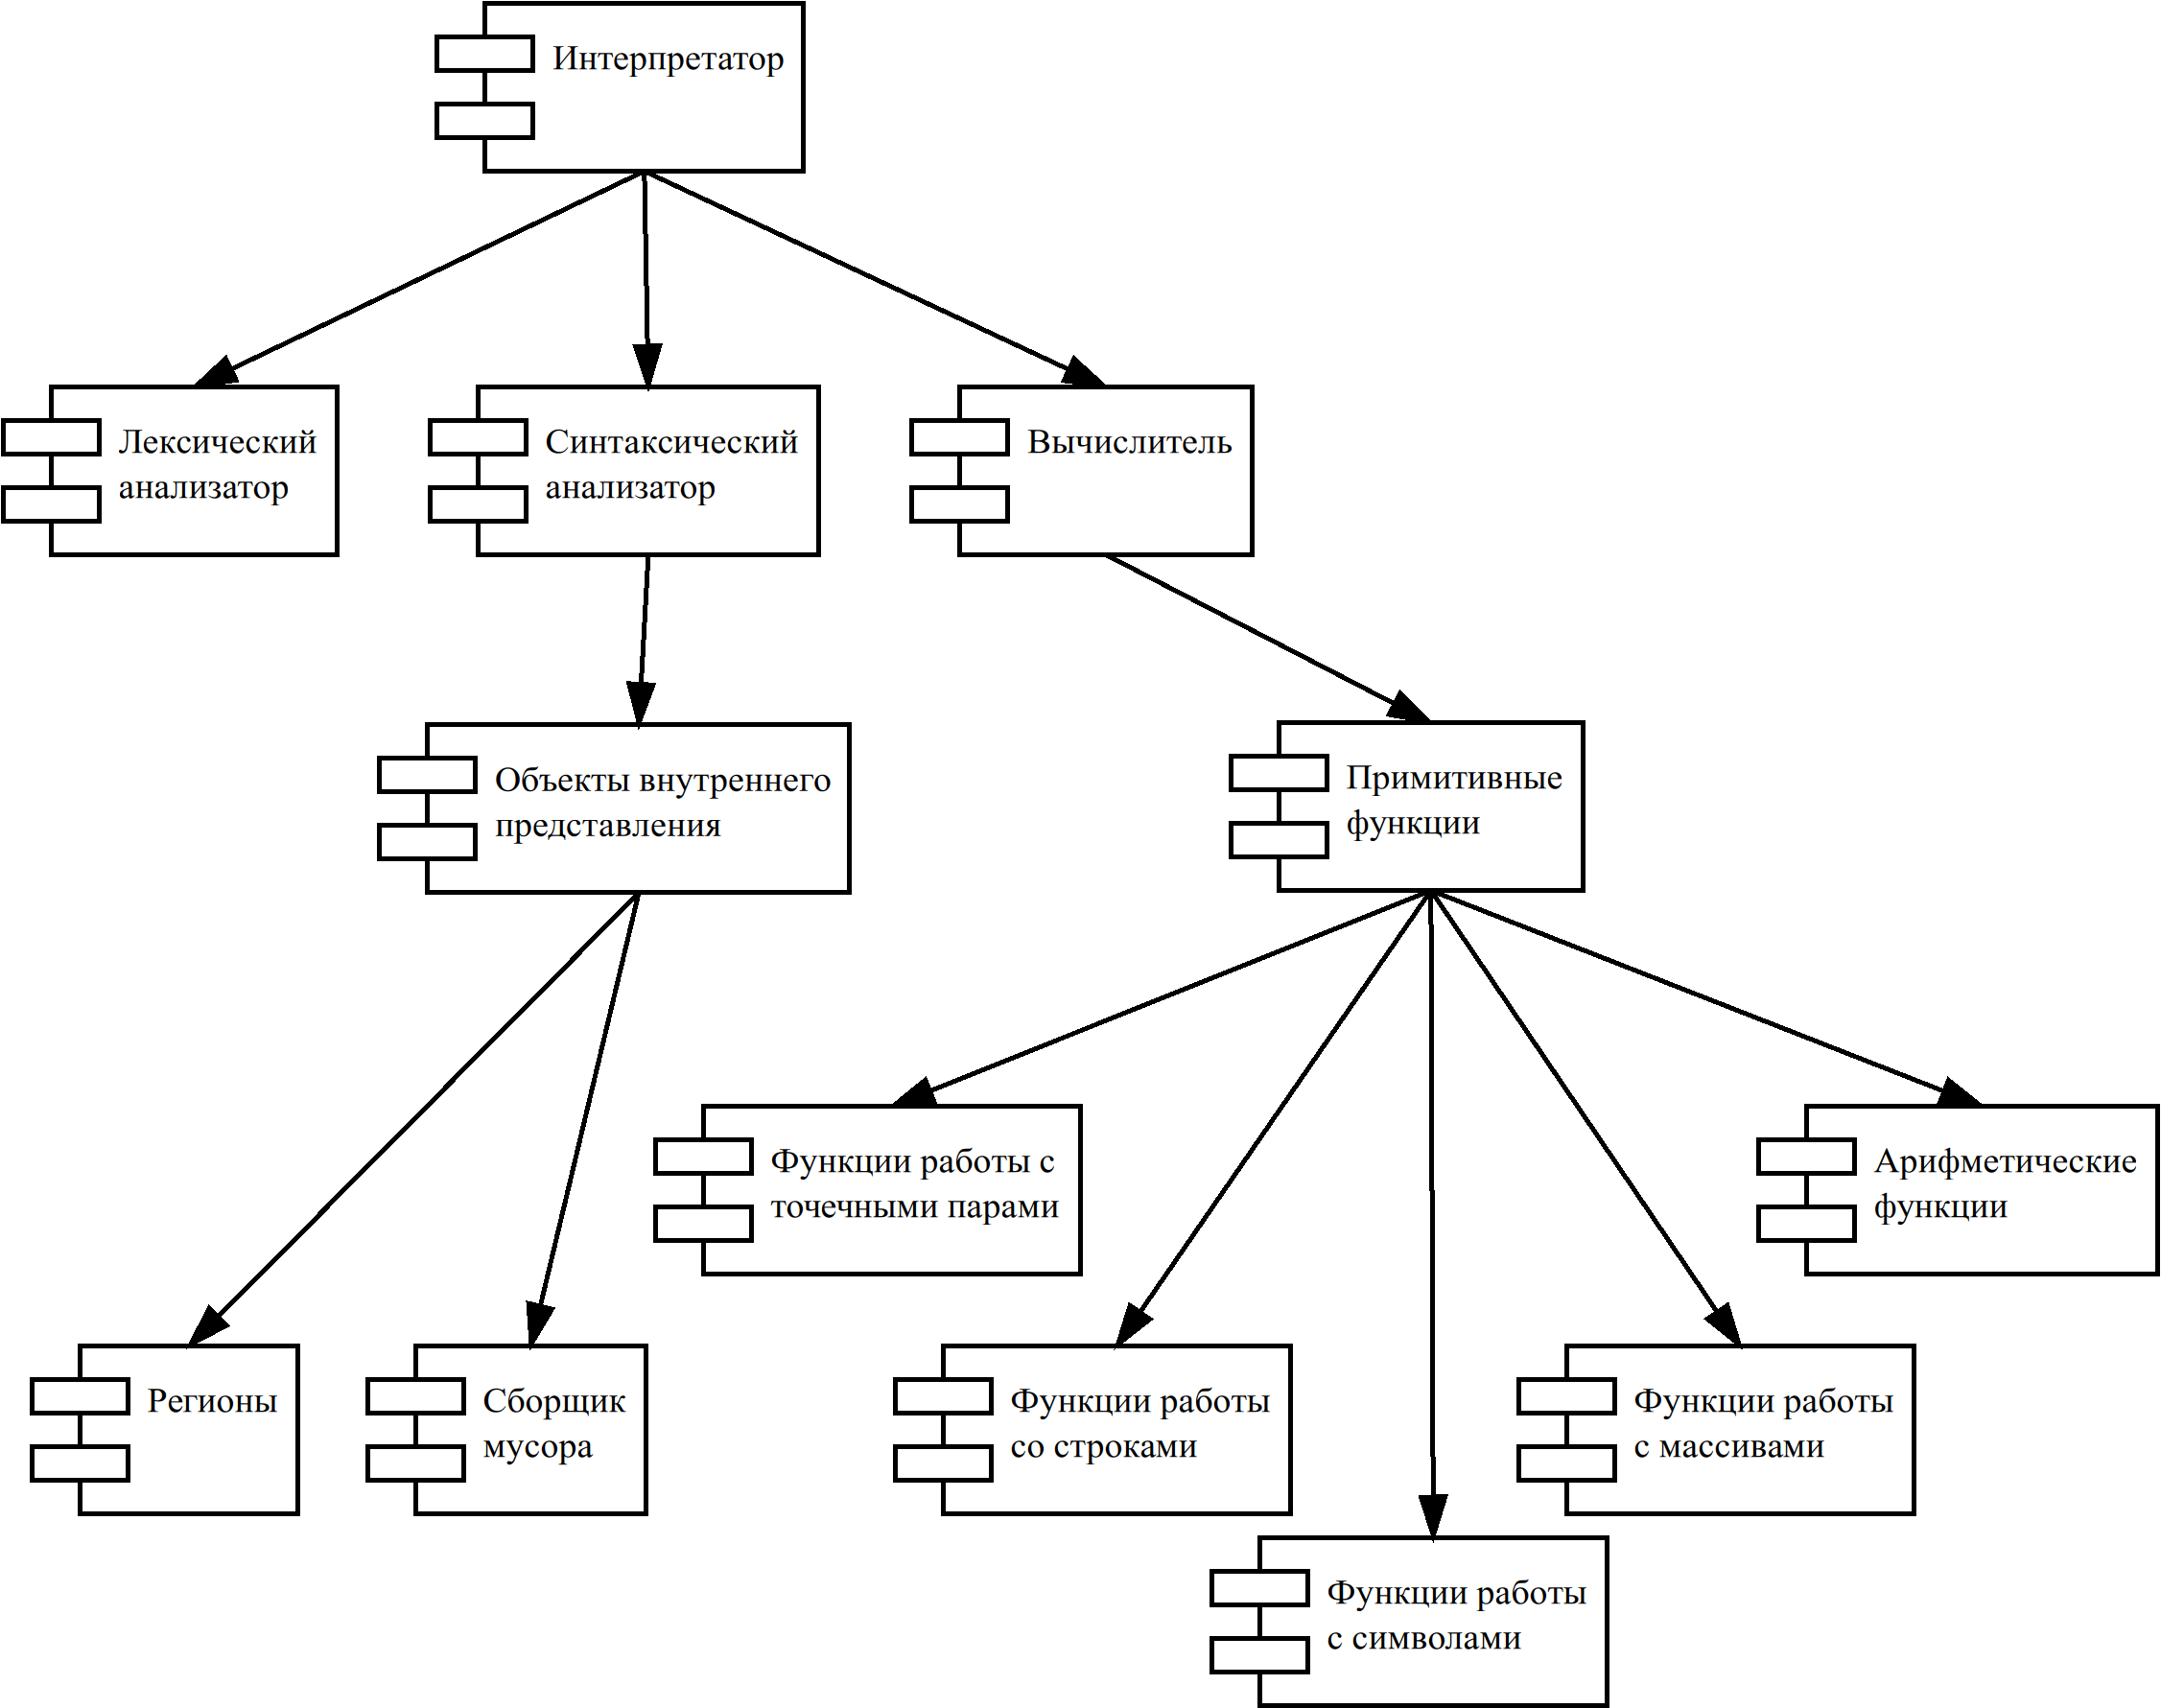 Интерпретатор
Лексический
анализатор
Синтаксический
анализатор
Вычислитель
Объекты внутреннего
представления
Примитивные
функции
Функции работы с
точечными парами
Арифметические
функции
Регионы
Сборщик
мусора
Функции работы
со строками
Функции работы
с массивами
Функции работы
с символами